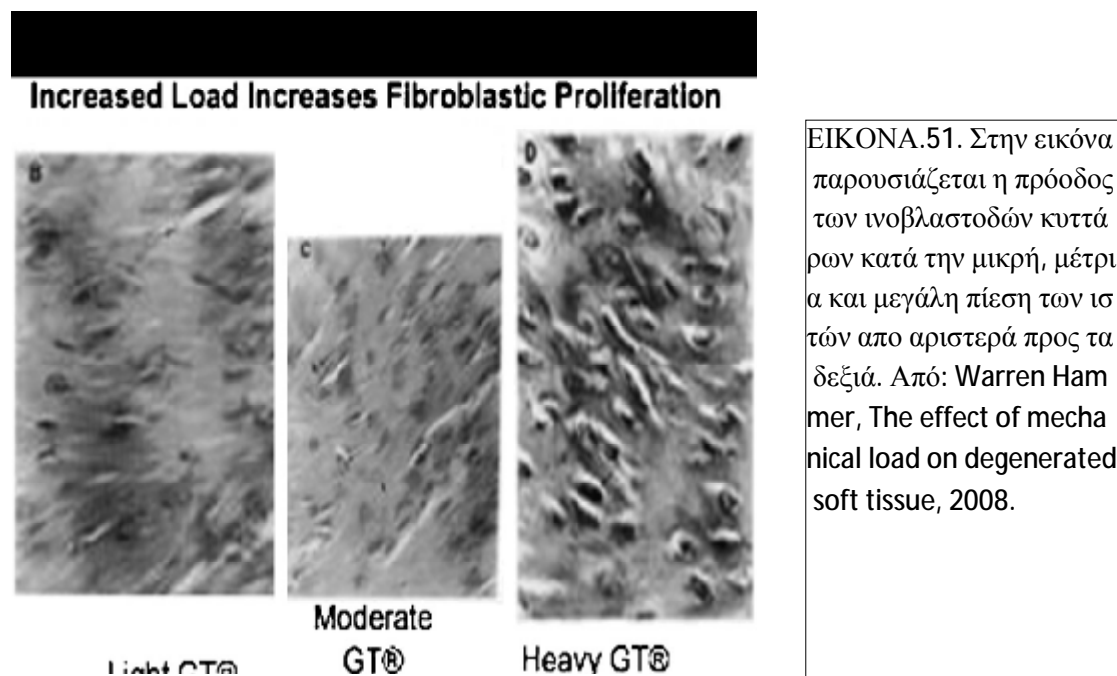 Increased Load Increases Fibroblastic Proliferation
B
C
D
Light GT®
Moderate
GT®
Heavy GT®
ΕΙΚΟΝΑ.51. Στην εικόνα
παρουσιάζεται η πρόοδος
των ινοβλαστοδών κυττά
ρων κατά την μικρή, μέτρι
α και μεγάλη πίεση των ισ
τών απο αριστερά προς τα
δεξιά. Από: Warren Ham
mer, The effect of mecha
nical load on degenerated
soft tissue, 2008.